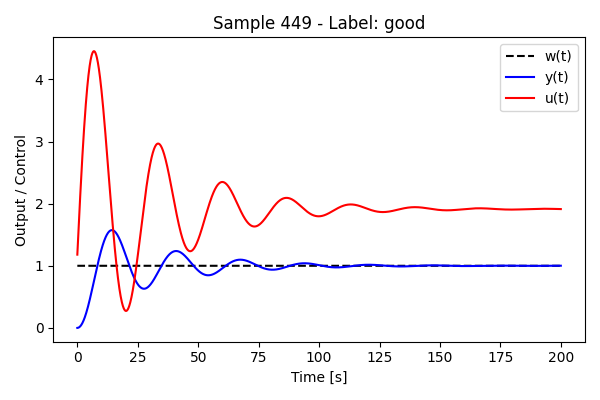 Sample 449 - Label: good
Output / Control
4
3
2
1
0
w(t)
y(t)
u(t)
0 25 50 75 100 125 150 175 200
Time [s]